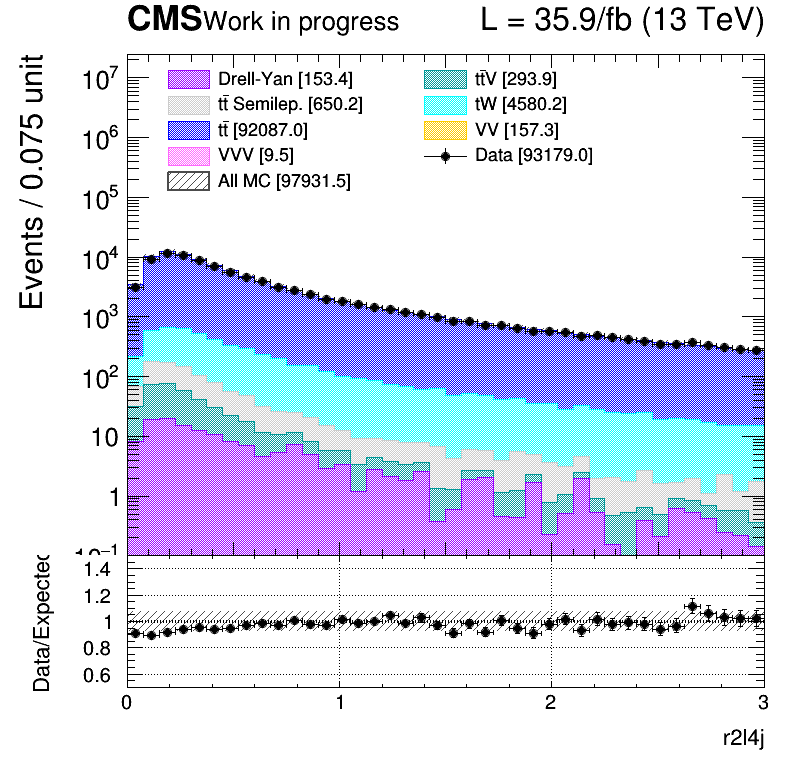 CMS Work in progress L = 35.9/fb (13 TeV)
Events / 0.075 unit
10⁷
10⁶
10⁵
10⁴
10³
10²
10
1
10⁻¹
Drell-Yan [153.4]
tt̄ Semilep. [650.2]
tt̄ [92087.0]
VVV [9.5]
All MC [97931.5]
tt̄V [293.9]
tW [4580.2]
VV [157.3]
Data [93179.0]
Data/Expected
1.4
1.2
1
0.8
0.6
0 1 2 3
r2l4j